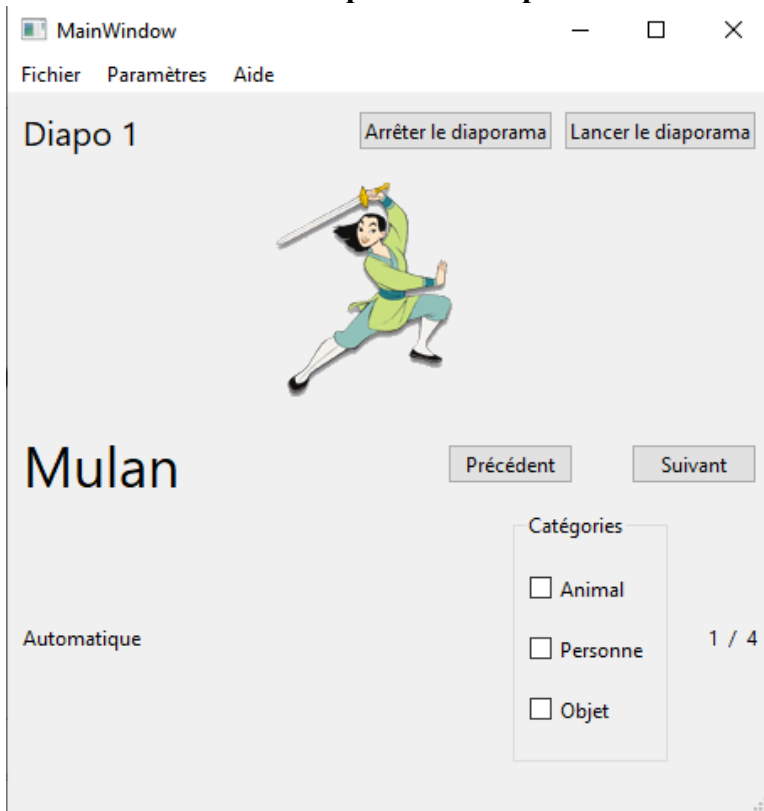 MainWindow
Fichier Paramètres Aide
Diapo 1
Arrêter le diaporama
Lancer le diaporama
Mulan
Précédent
Suivant
Catégories
Animal
Personne
Objet
Automatique
1 / 4